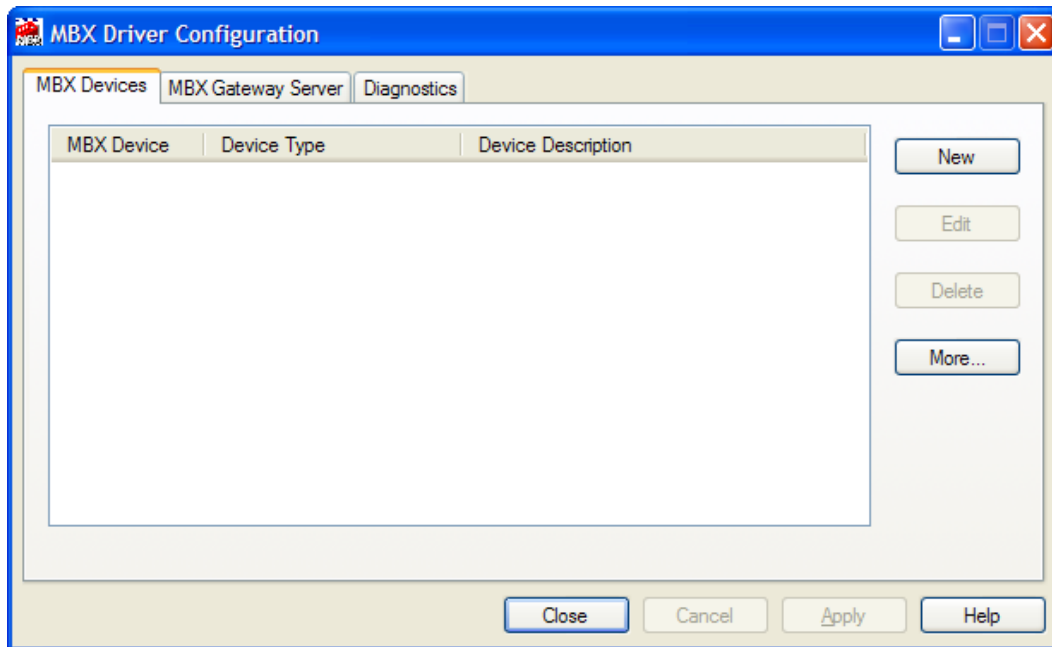 MBX Driver Configuration
MBX Devices MBX Gateway Server Diagnostics
MBX Device Device Type Device Description
New
Edit
Delete
More...
Close Cancel Apply Help